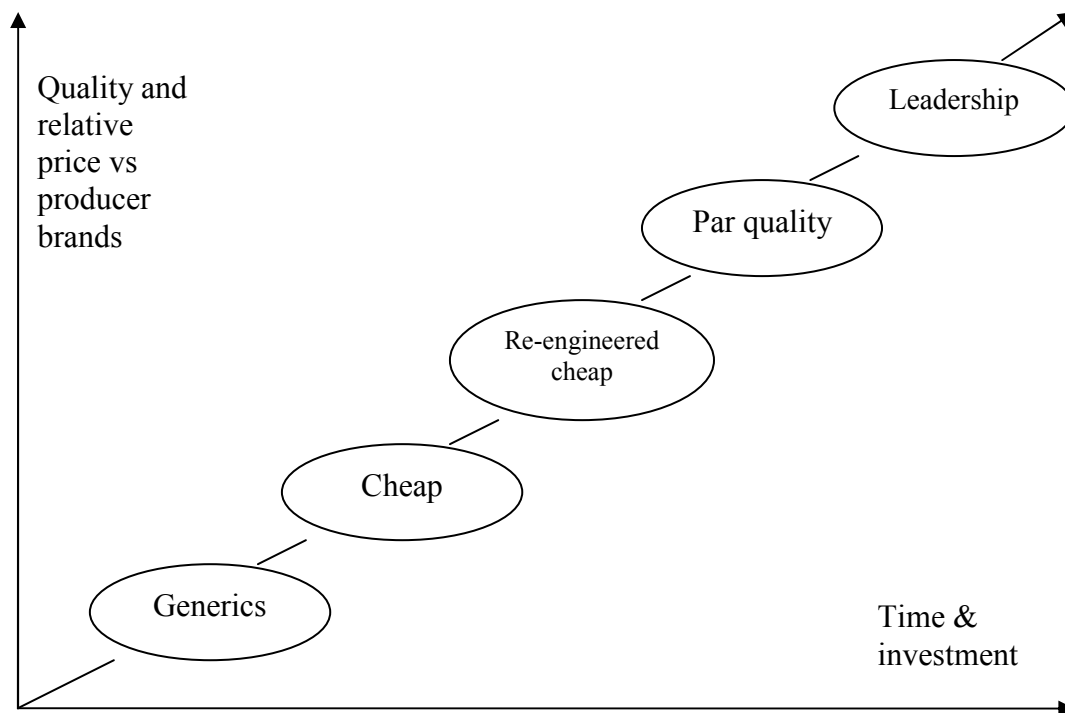 Quality and
relative
price vs
producer
brands
Leadership
Par quality
Re-engineered
cheap
Cheap
Generics
Time &
investment